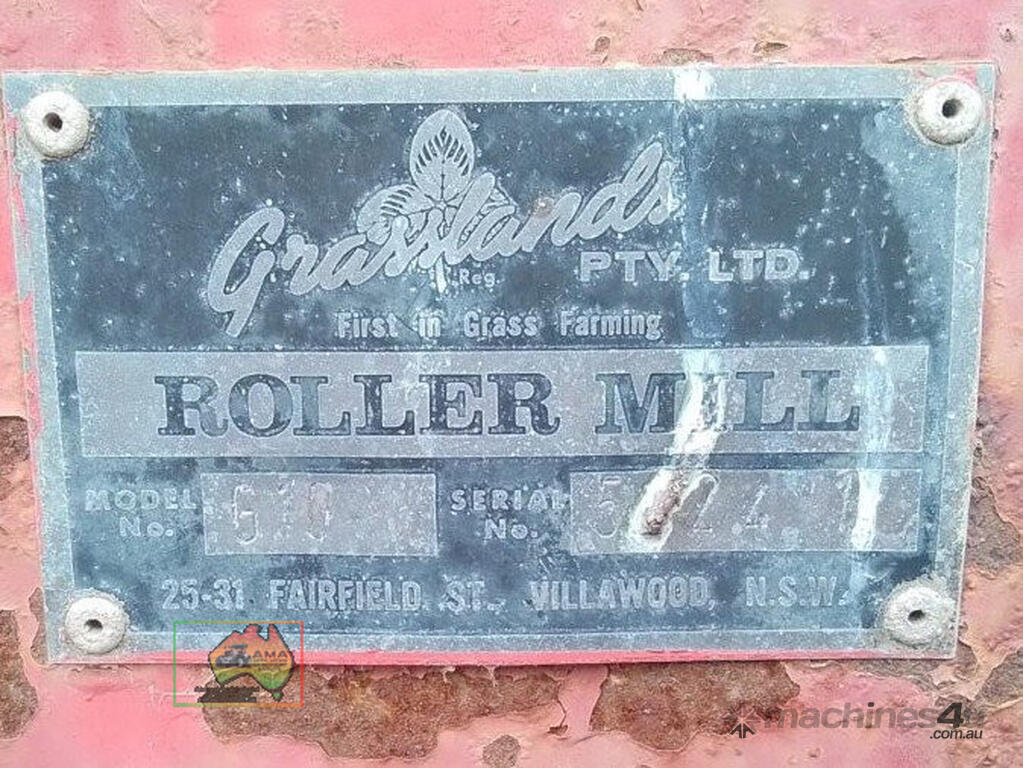 Grasslands
Reg.
PTY. LTD.
First in Grass Farming
ROLLER MILL
MODEL No.
SERIAL No.
25-31 FAIRFIELD. ST., VILLAWOOD, N.S.W.
AMA
machines4u
.com.au